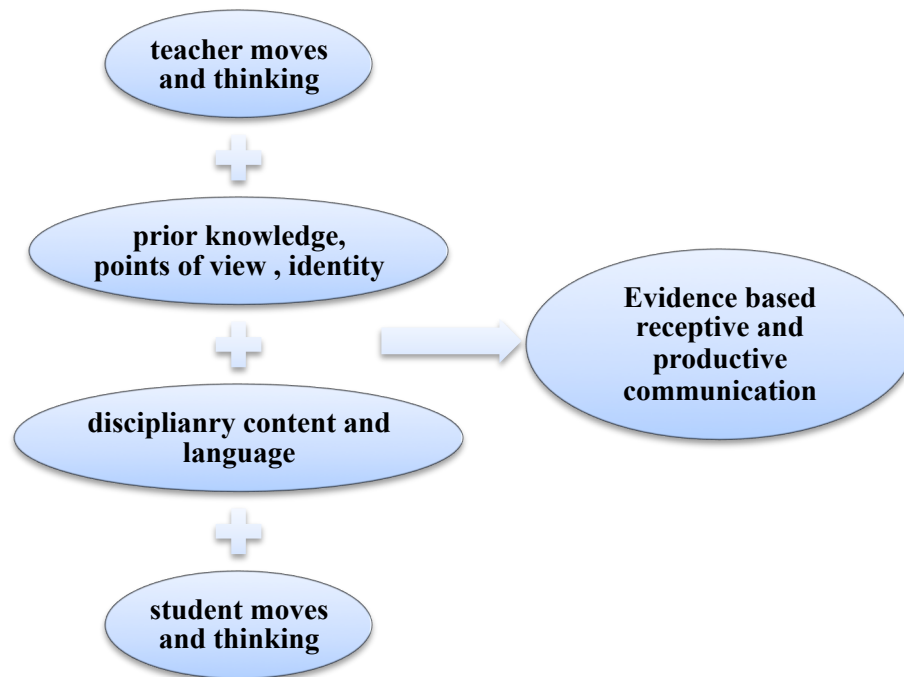 teacher moves
and thinking
prior knowledge,
points of view , identity
disciplianry content and
language
student moves
and thinking
Evidence based
receptive and
productive
communication